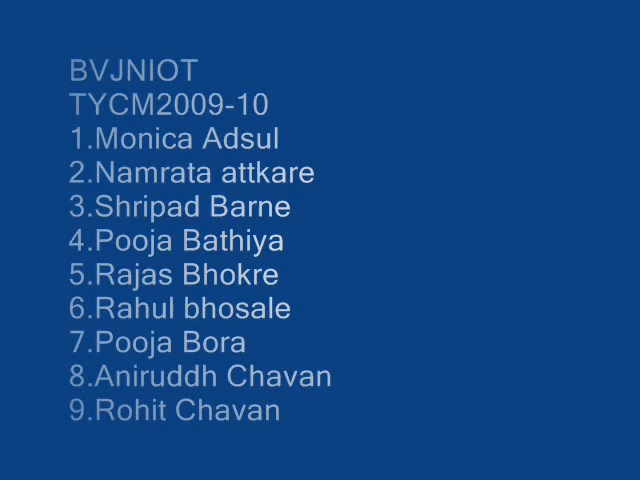 BVJNIOT
TYCM2009-10
1.Monica Adsul
2.Namrata attkare
3.Shripad Barne
4.Pooja Bathiya
5.Rajas Bhokre
6.Rahul bhosale
7.Pooja Bora
8.Aniruddh Chavan
9.Rohit Chavan